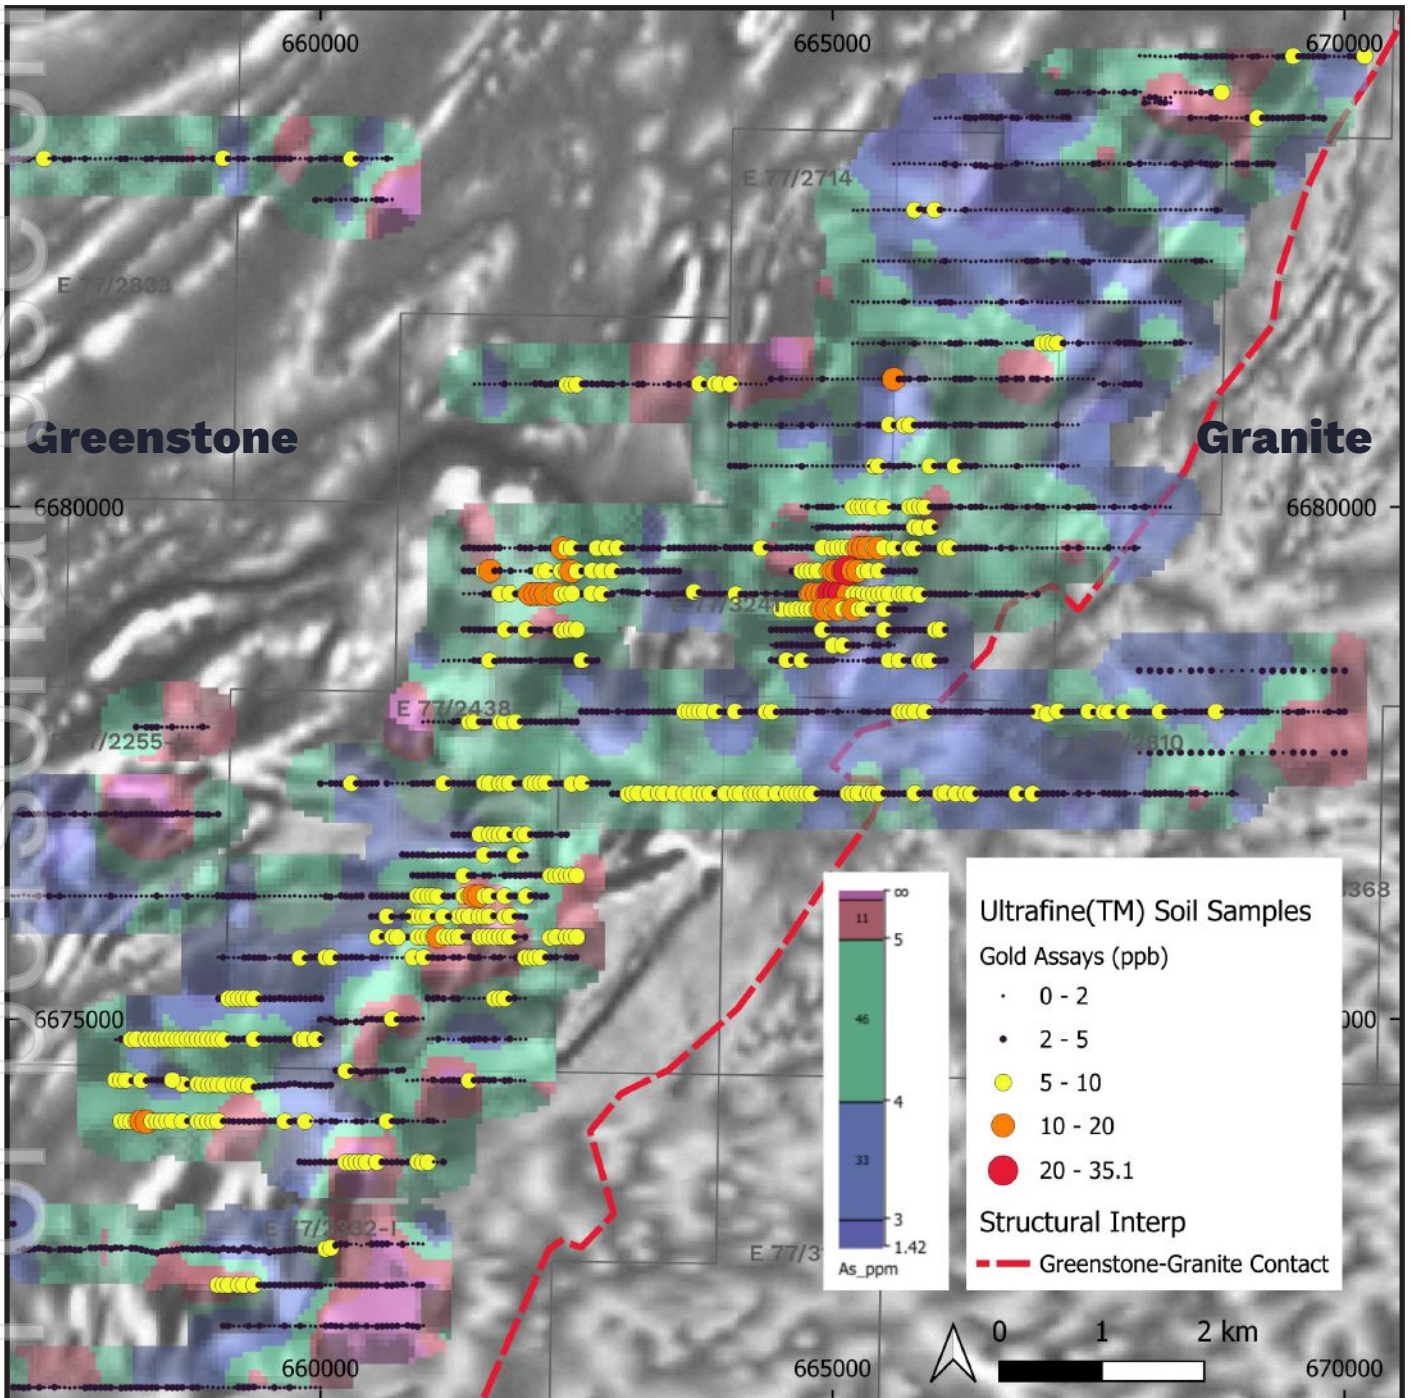 660000
665000
670000
E 77/2714
E 77/2833
Greenstone
Granite
6680000
6680000
E 77/2438
6675000
Ultrafine(TM) Soil Samples
Gold Assays (ppb)
0 - 2
2 - 5
5 - 10
10 - 20
20 - 35.1
Structural Interp
Greenstone-Granite Contact
∞
11
5
46
4
33
3
1.42
As_ppm
0 1 2 km
660000
665000
670000